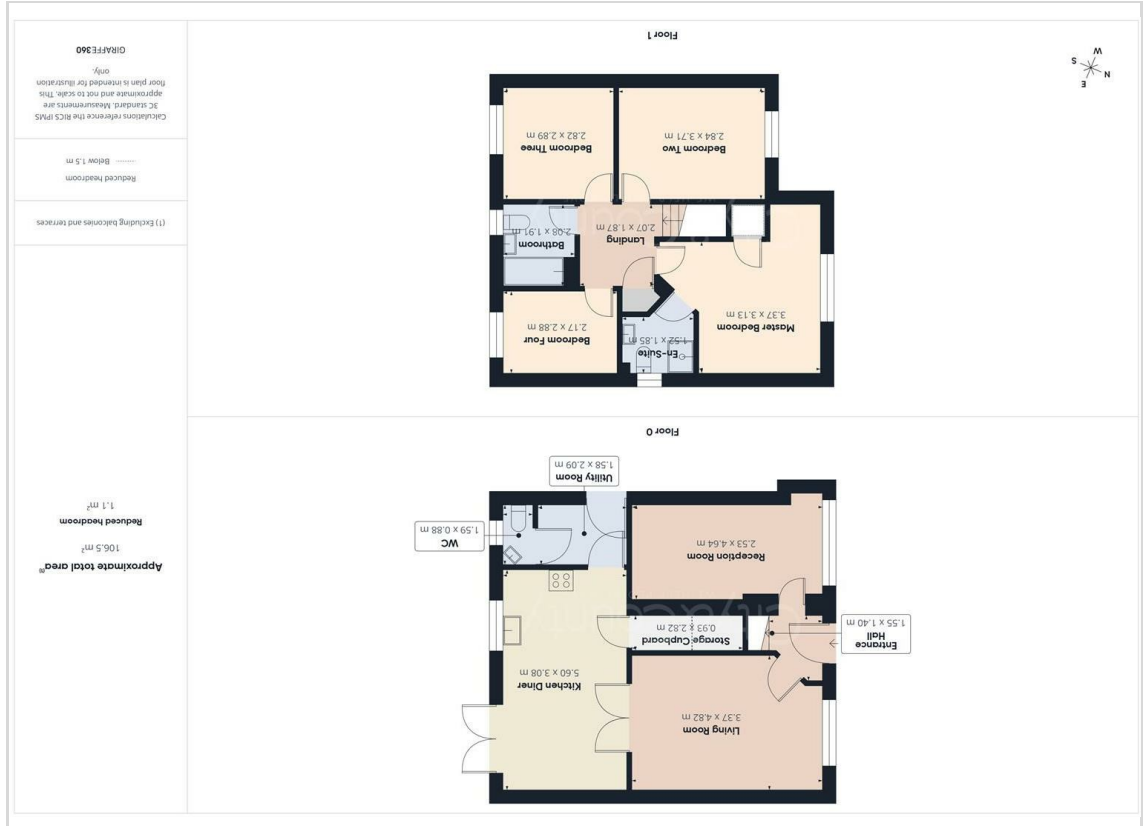 Living Room
3.37 x 4.82 m
Kitchen Diner
5.60 x 3.08 m
Entrance
Hall
1.55 x 1.40 m
Storage Cupboard
0.93 x 2.82 m
Reception Room
2.53 x 4.64 m
WC
1.59 x 0.88 m
Utility Room
1.58 x 2.09 m
Floor 0
Master Bedroom
3.37 x 3.13 m
En-Suite
1.52 x 1.85 m
Bedroom Four
2.17 x 2.88 m
Landing
2.07 x 1.87 m
Bathroom
2.08 x 1.91 m
Bedroom Two
2.84 x 3.71 m
Bedroom Three
2.82 x 2.89 m
Floor 1
E
N
S
W
Approximate total area(1)
106.5 m²
Reduced headroom
1.1 m²
(1) Excluding balconies and terraces
Reduced headroom
Below 1.5 m
Calculations reference the RICS IPMS
3C standard. Measurements are
approximate and not to scale. This
floor plan is intended for illustration
only.
GIRAFFE360